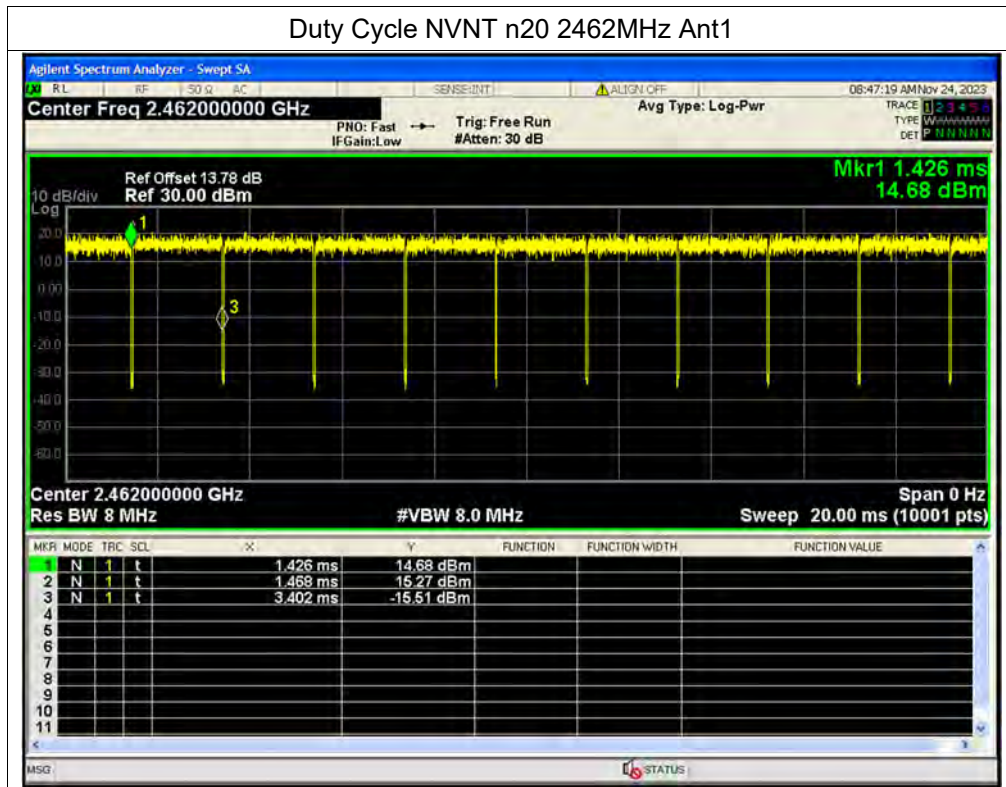 Duty Cycle NVNT n20 2462MHz Ant1
Agilent Spectrum Analyzer - Swept SA
RL RF 50 Ω AC SENSE:INT ALIGN OFF 08:47:19 AM Nov 24, 2023
Center Freq 2.462000000 GHz Avg Type: Log-Pwr TRACE 1 2 3 4 5 6
PNO: Fast Trig: Free Run TYPE W
IFGain:Low #Atten: 30 dB DET P N N N N N
Mkr1 1.426 ms
14.68 dBm
Ref Offset 13.78 dB
10 dB/div Ref 30.00 dBm
Log
1
20.0
10.0
0.00
3
-10.0
-20.0
-30.0
-40.0
-50.0
-60.0
Center 2.462000000 GHz Span 0 Hz
Res BW 8 MHz #VBW 8.0 MHz Sweep 20.00 ms (10001 pts)
MKR MODE TRC SCL X Y FUNCTION FUNCTION WIDTH FUNCTION VALUE
1 N 1 t 1.426 ms 14.68 dBm
2 N 1 t 1.468 ms 15.27 dBm
3 N 1 t 3.402 ms -15.51 dBm
4
5
6
7
8
9
10
11
MSG STATUS